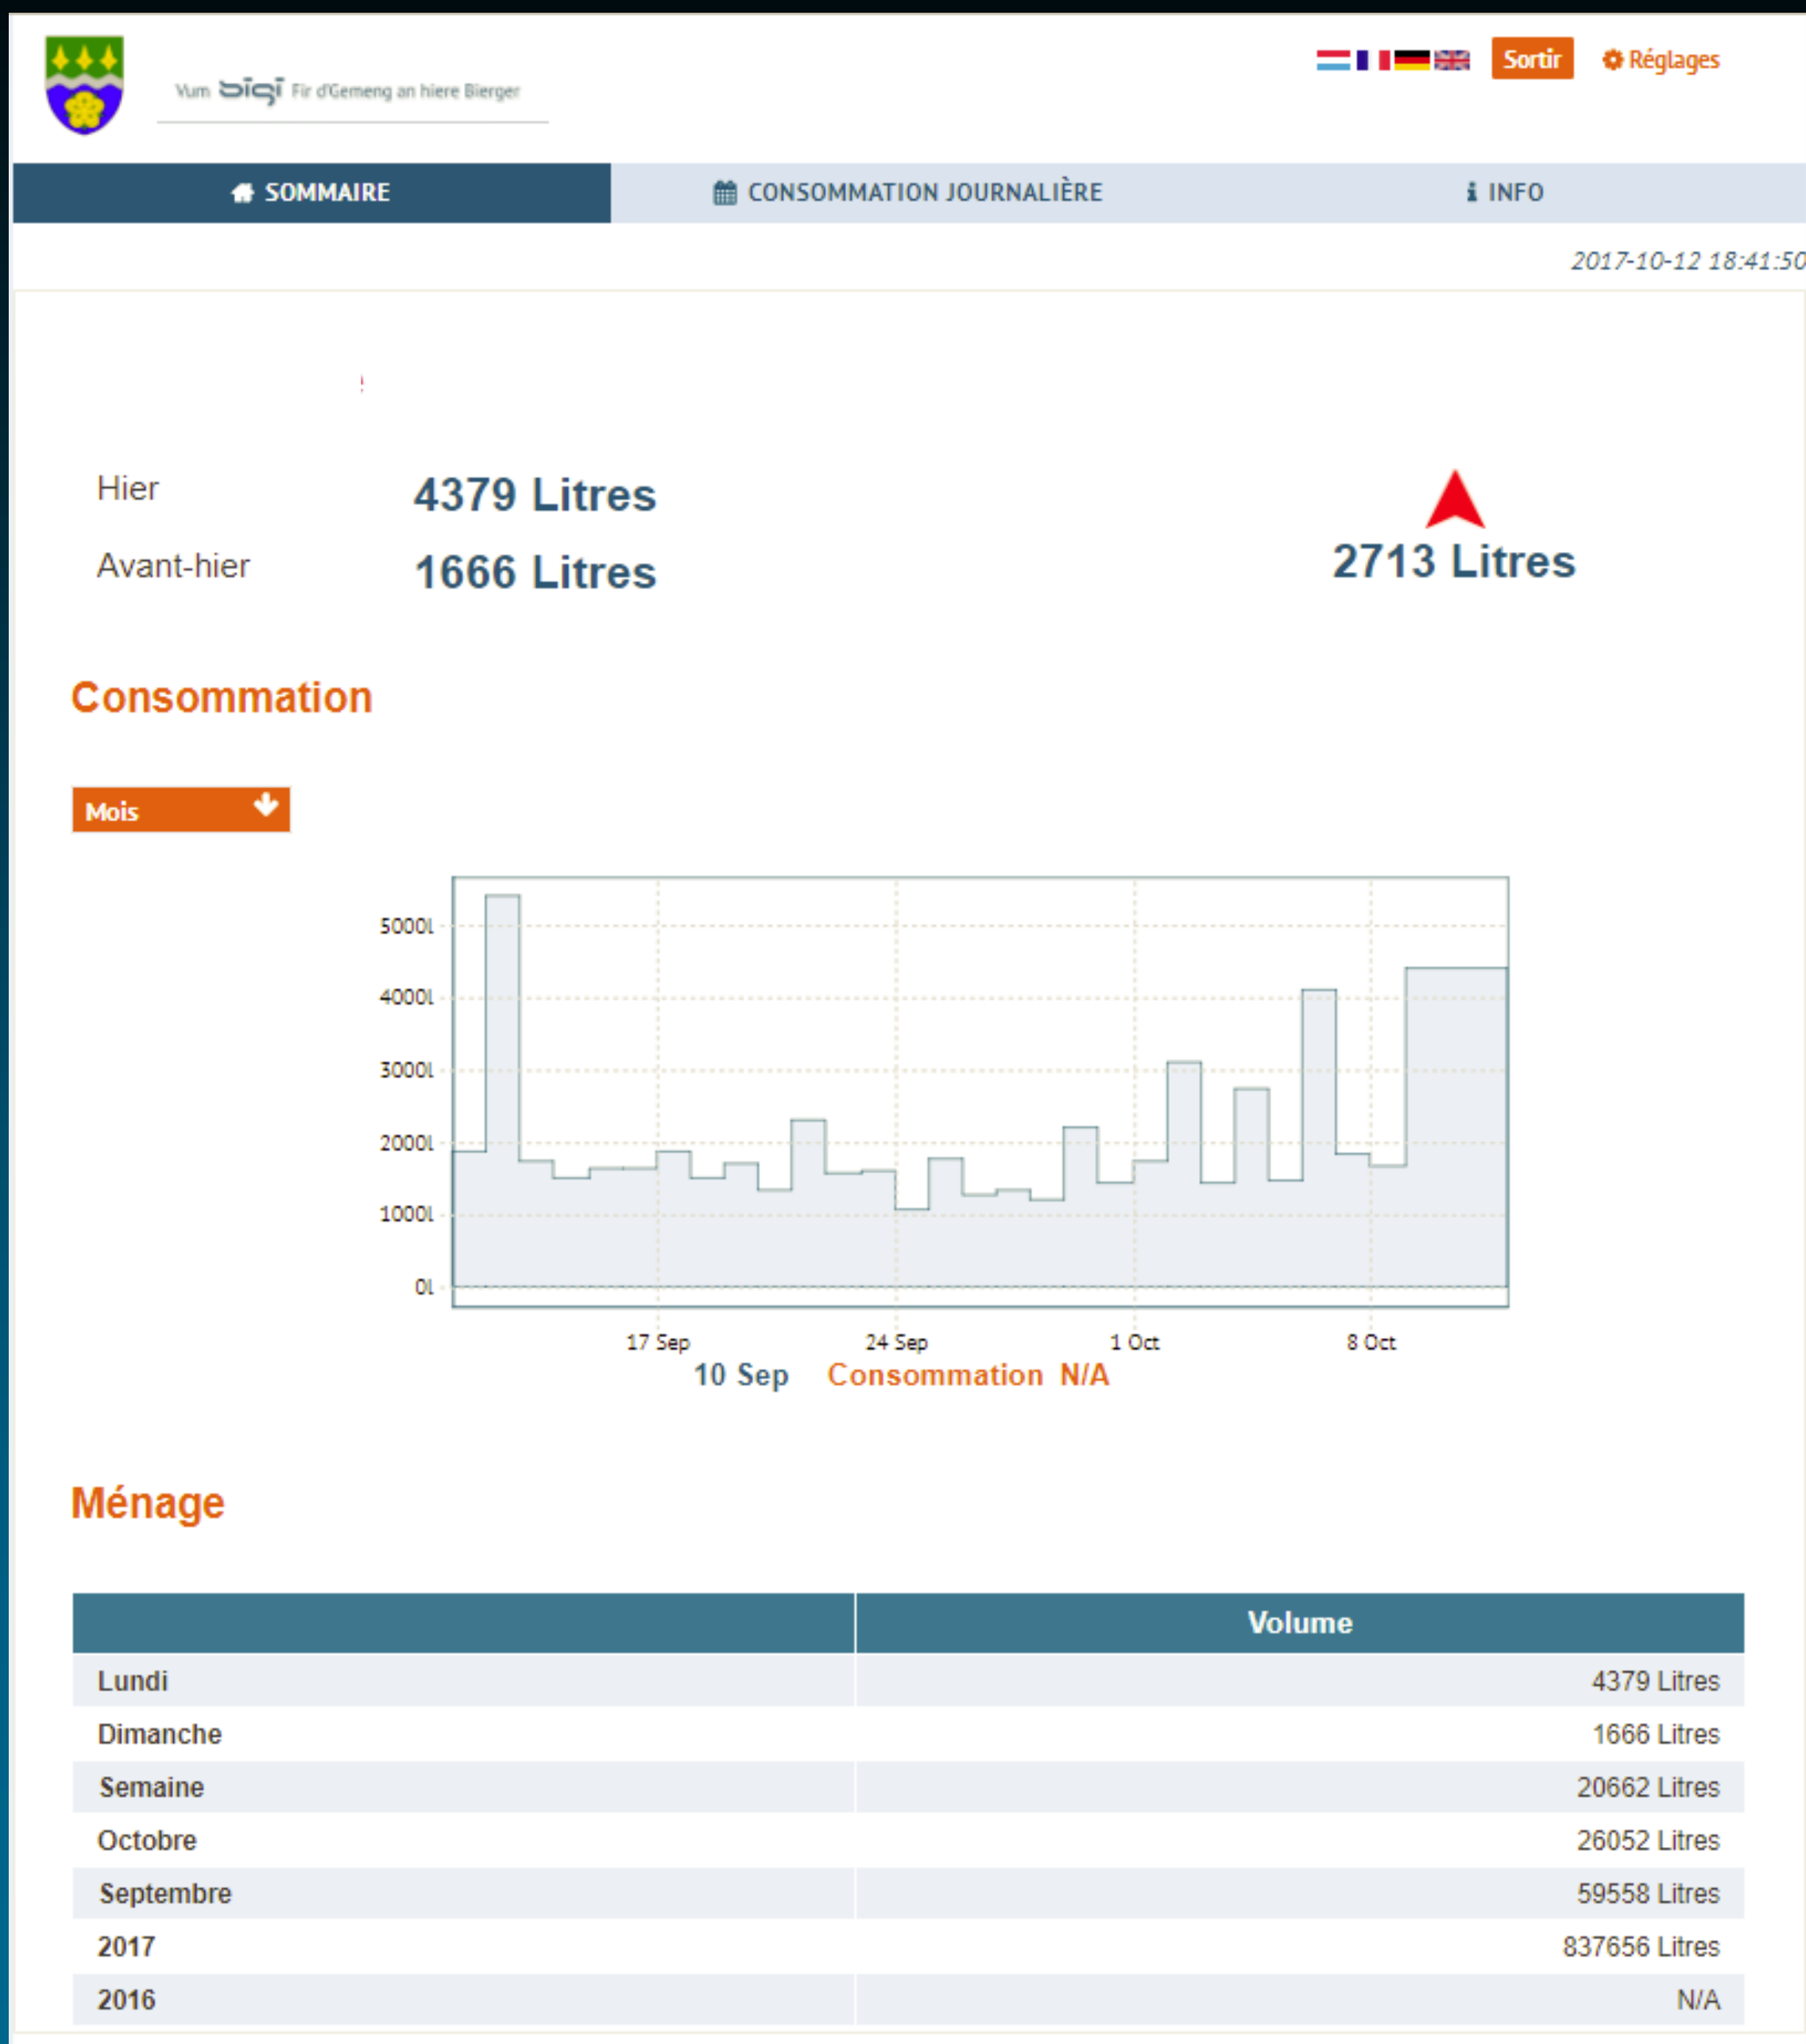 Vum sigi Fir d'Gemeng an hiere Bierger
Sortir
Réglages
SOMMAIRE
CONSOMMATION JOURNALIÈRE
INFO
2017-10-12 18:41:50
Hier
4379 Litres
Avant-hier
1666 Litres
2713 Litres
Consommation
Mois
5000l
4000l
3000l
2000l
1000l
0l
17 Sep
24 Sep
1 Oct
8 Oct
10 Sep Consommation N/A
Ménage
Volume
Lundi 4379 Litres
Dimanche 1666 Litres
Semaine 20662 Litres
Octobre 26052 Litres
Septembre 59558 Litres
2017 837656 Litres
2016 N/A